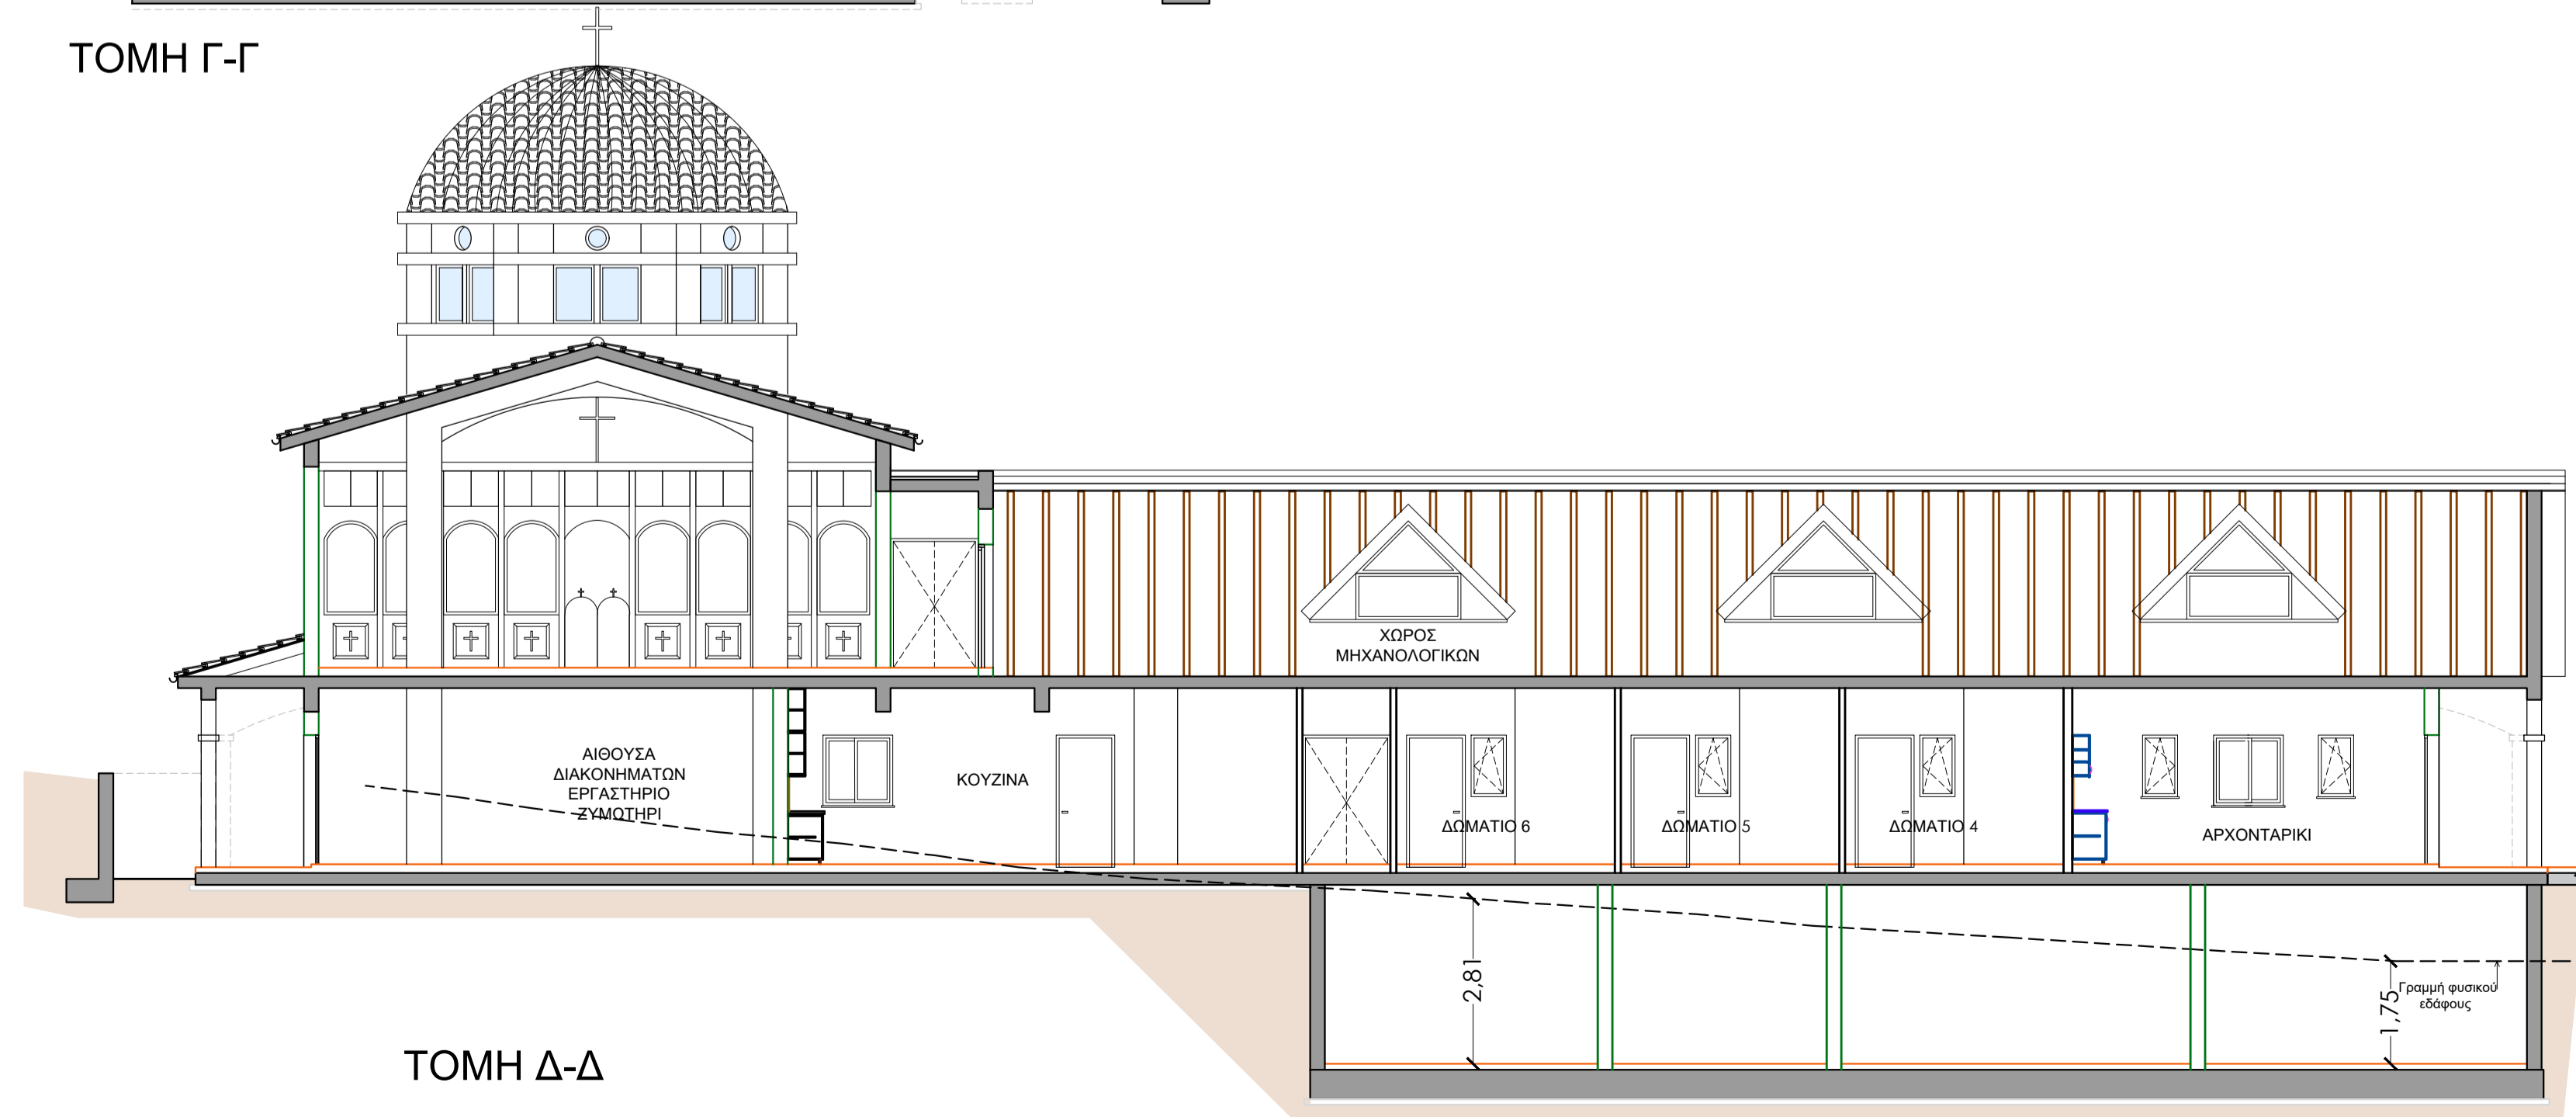 ΤΟΜΗ Γ-Γ
ΧΩΡΟΣ
ΜΗΧΑΝΟΛΟΓΙΚΩΝ
ΑΙΘΟΥΣΑ
ΔΙΑΚΟΝΗΜΑΤΩΝ
ΕΡΓΑΣΤΗΡΙΟ
ΖΥΜΩΤΗΡΙ
ΚΟΥΖΙΝΑ
ΔΩΜΑΤΙΟ 6
ΔΩΜΑΤΙΟ 5
ΔΩΜΑΤΙΟ 4
ΑΡΧΟΝΤΑΡΙΚΙ
2,81
1,75
Γραμμή φυσικού
εδάφους
ΤΟΜΗ Δ-Δ